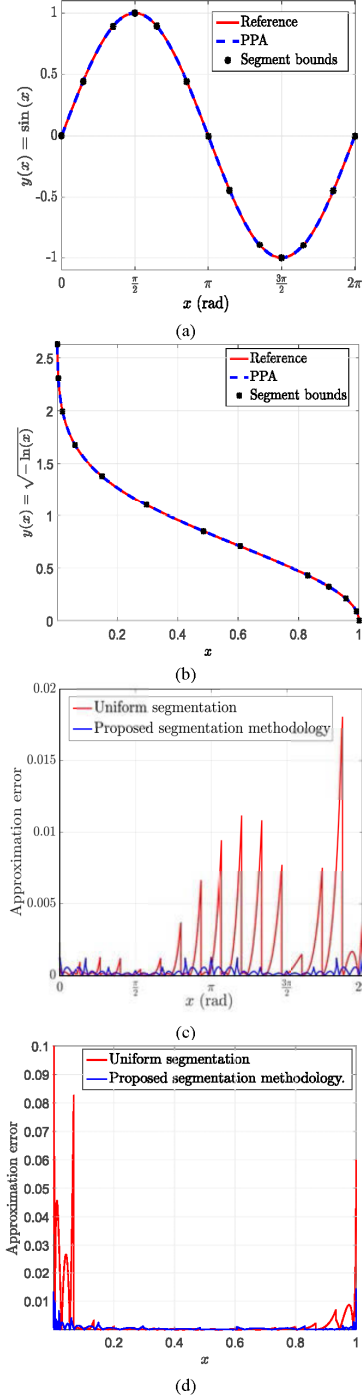 1
0.5
0
-0.5
-1
y(x) = sin (x)
Reference
PPA
Segment bounds
0
π/2
π
3π/2
2π
x (rad)
(a)
2.5
2
1.5
1
0.5
0
y(x) = √−ln(x)
Reference
PPA
Segment bounds
0.2
0.4
0.6
0.8
1
x
(b)
0.02
0.015
0.01
0.005
0
Approximation error
Uniform segmentation
Proposed segmentation methodology
0
π/2
π
3π/2
2
x (rad)
(c)
0.1
0.09
0.08
0.07
0.06
0.05
0.04
0.03
0.02
0.01
Approximation error
Uniform segmentation
Proposed segmentation methodology.
0.2
0.4
0.6
0.8
1
x
(d)